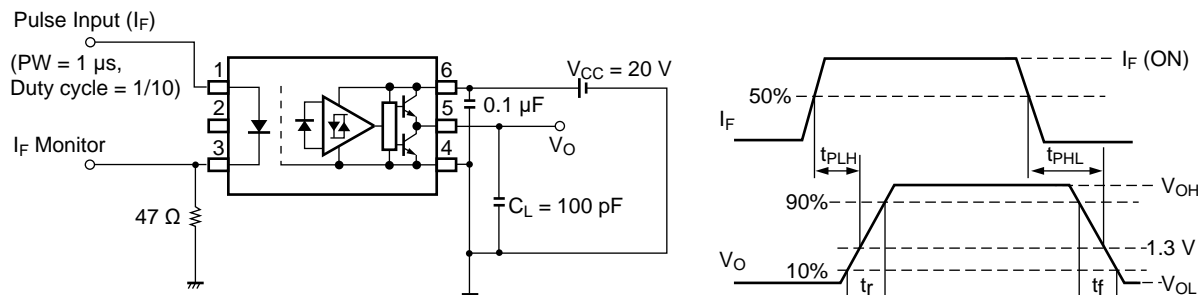 Pulse Input (IF)
(PW = 1 μs,
Duty cycle = 1/10)
IF Monitor
47 Ω
1
2
3
6
5
4
VCC = 20 V
0.1 μF
VO
CL = 100 pF
IF (ON)
50%
IF
tPLH
tPHL
VOH
90%
1.3 V
VO
10%
tr
tf
VOL